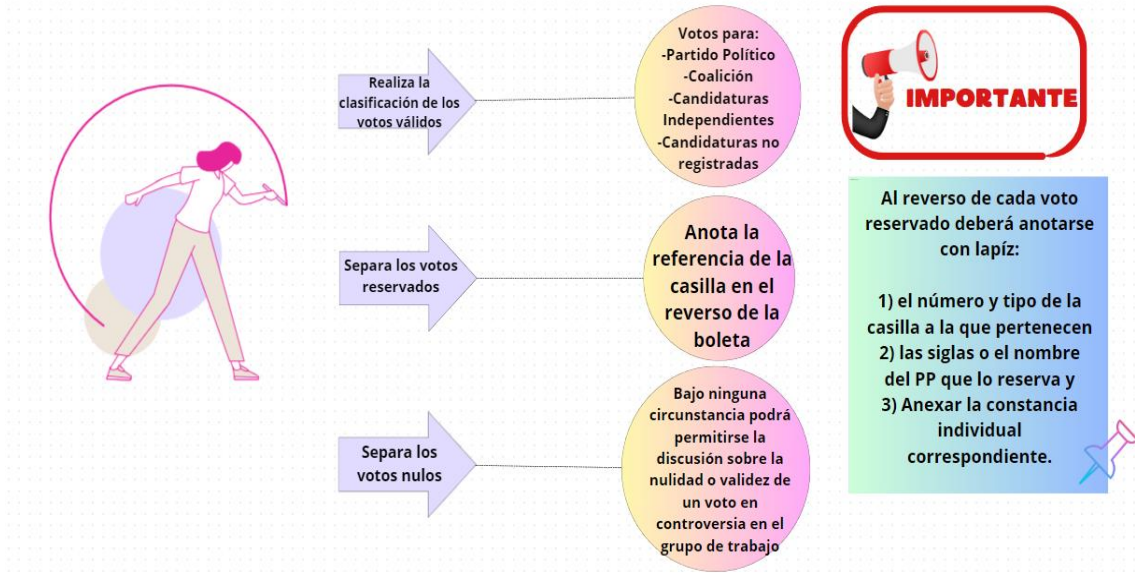 Realiza la
clasificación de los
votos válidos
Votos para:
-Partido Político
-Coalición
-Candidaturas
Independientes
-Candidaturas no
registradas
Separa los votos
reservados
Anota la
referencia de la
casilla en el
reverso de la
boleta
Separa los
votos nulos
Bajo ninguna
circunstancia podrá
permitirse la
discusión sobre la
nulidad o validez de
un voto en
controversia en el
grupo de trabajo
IMPORTANTE
Al reverso de cada voto
reservado deberá anotarse
con lapíz:
1) el número y tipo de la
casilla a la que pertenecen
2) las siglas o el nombre
del PP que lo reserva y
3) Anexar la constancia
individual
correspondiente.